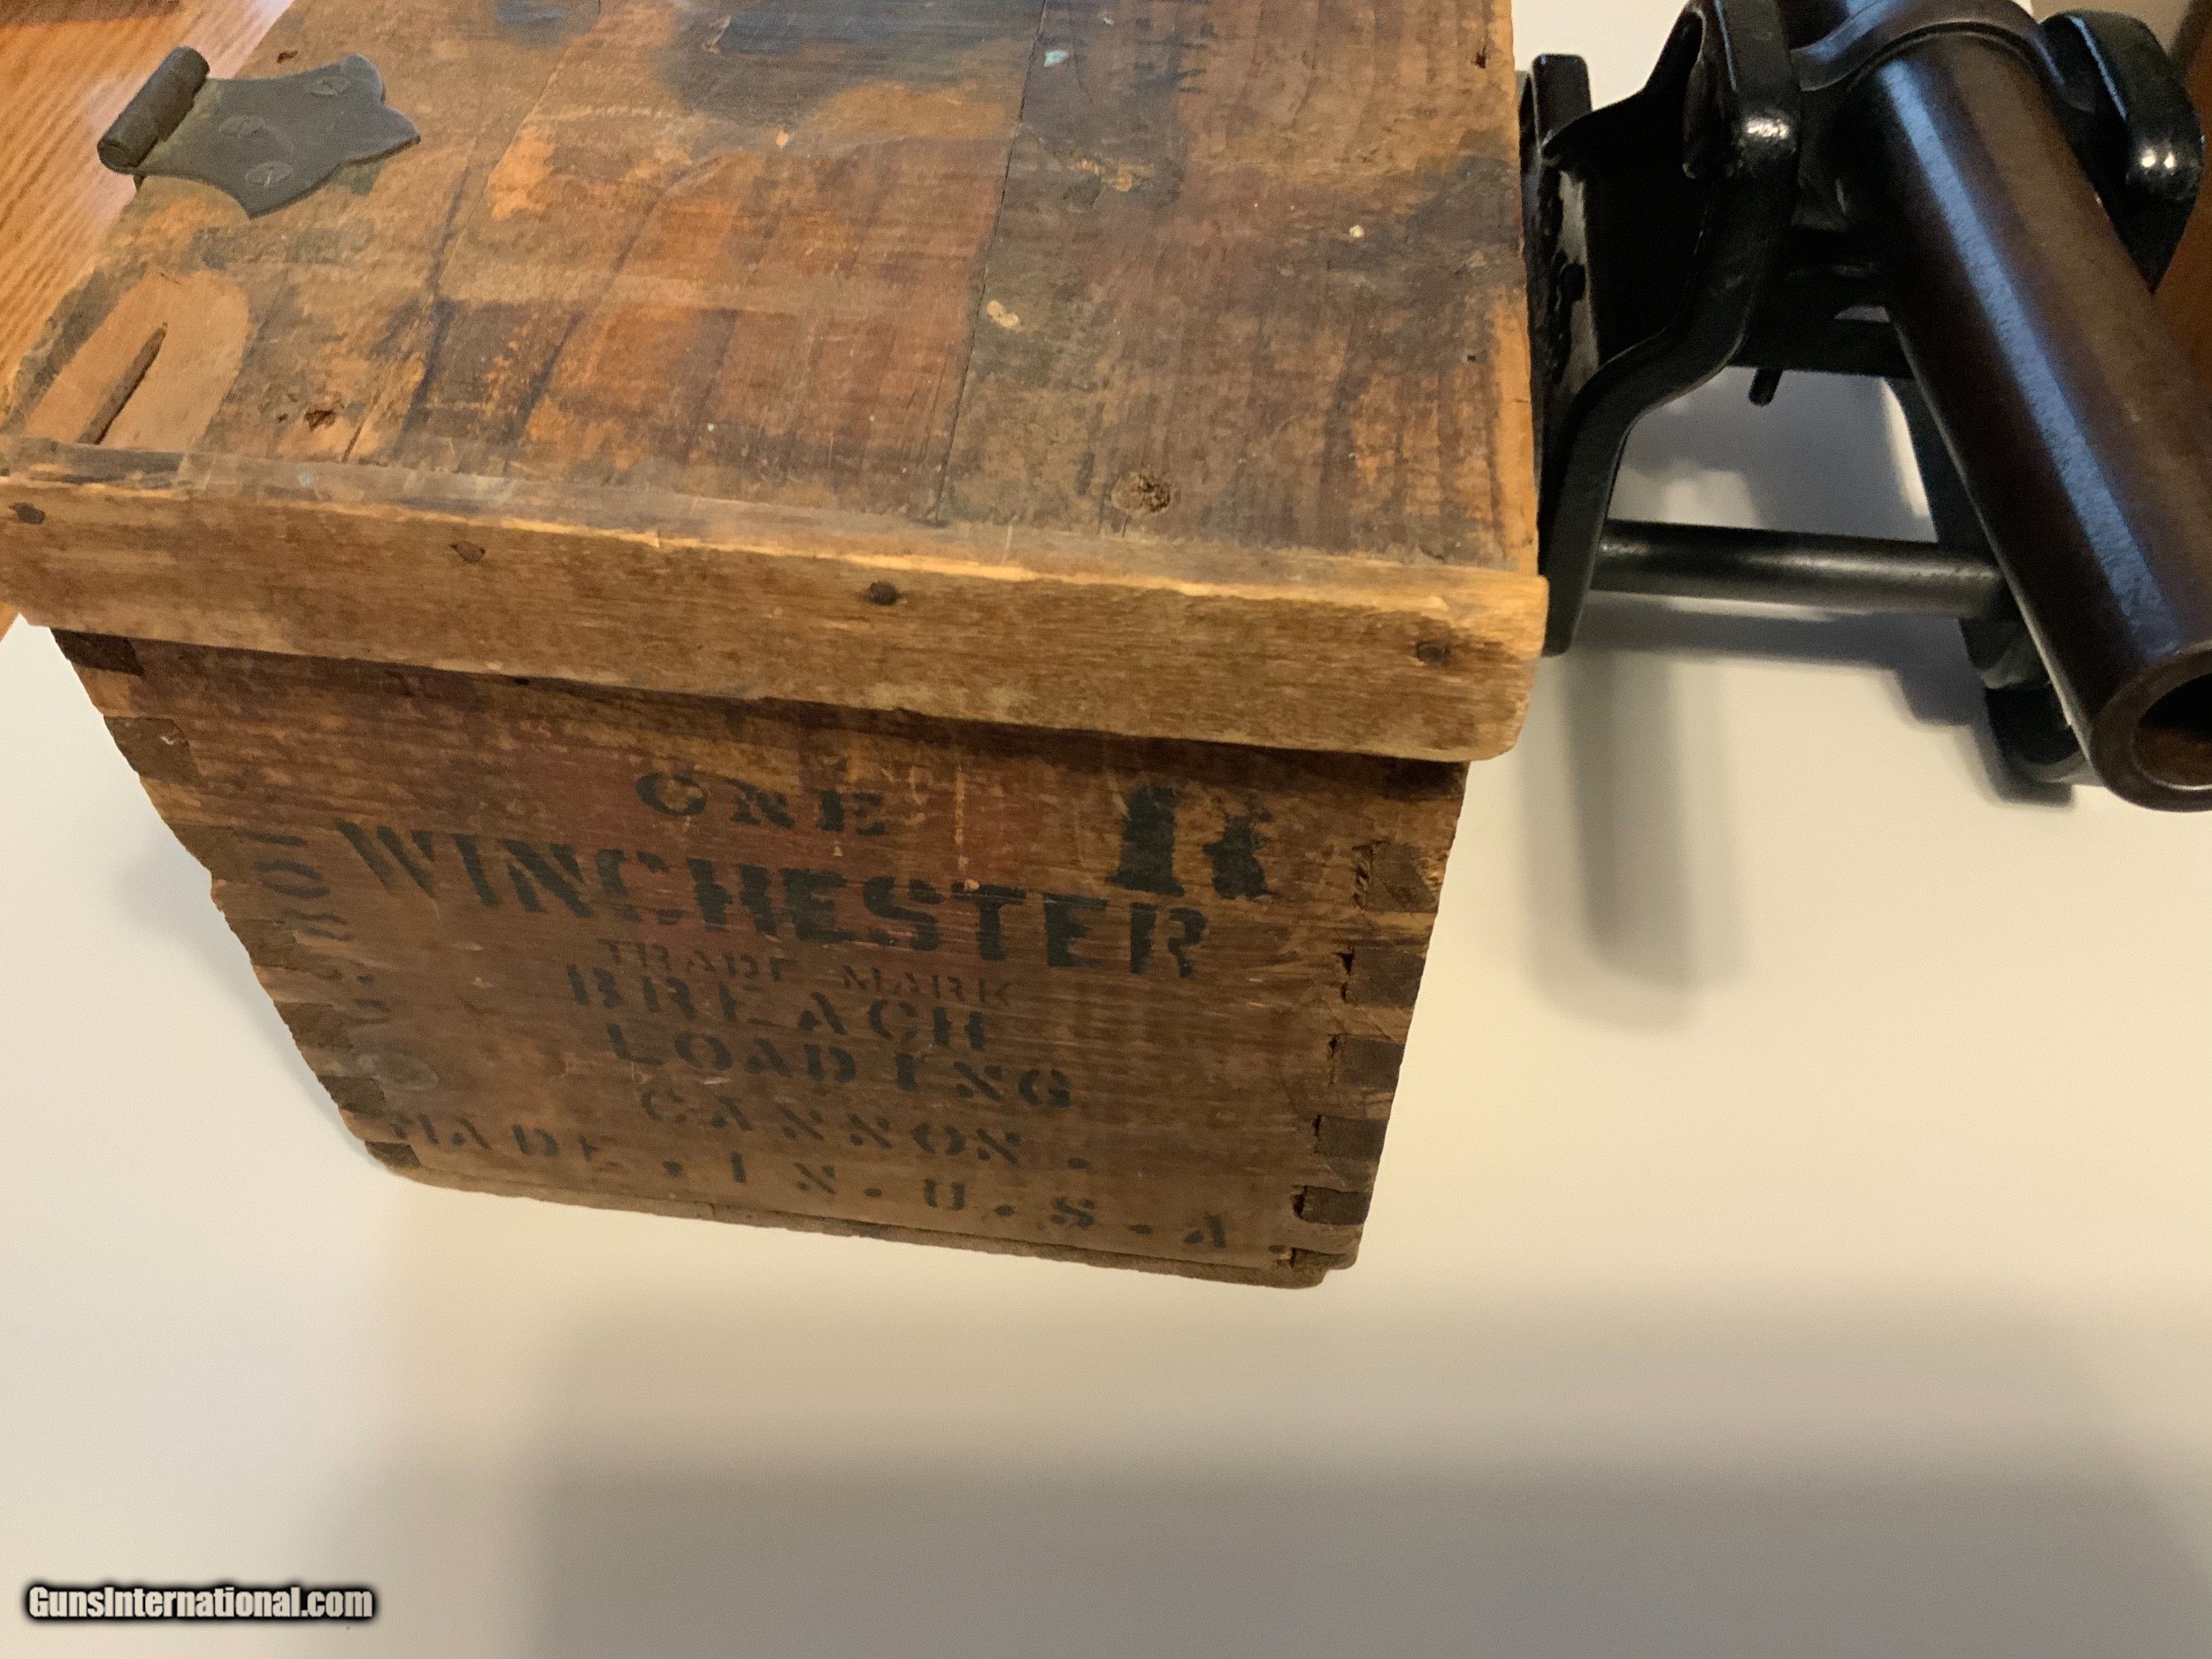 ONE
WINCHESTER
TRADE MARK
BREACH
LOADING
CANNON.
MADE.IN.U.S.A.
GunsInternational.com